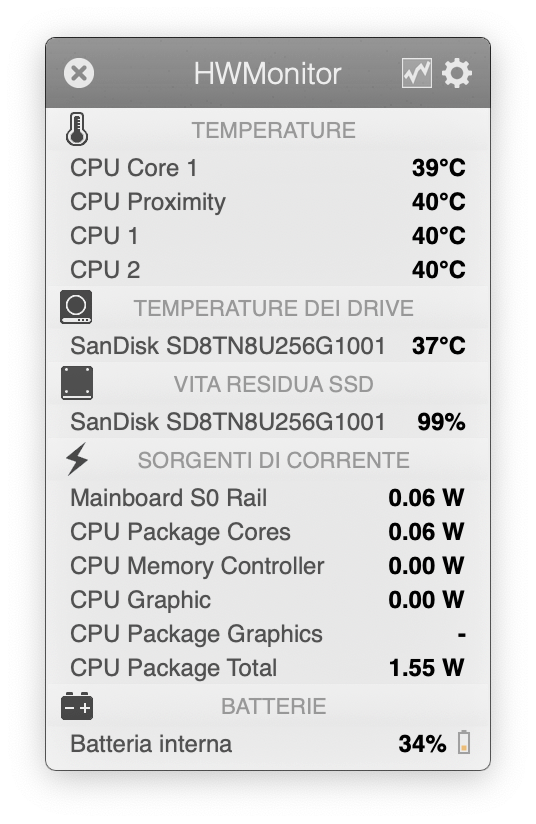 HWMonitor
TEMPERATURE
CPU Core 1 39°C
CPU Proximity 40°C
CPU 1 40°C
CPU 2 40°C
TEMPERATURE DEI DRIVE
SanDisk SD8TN8U256G1001 37°C
VITA RESIDUA SSD
SanDisk SD8TN8U256G1001 99%
SORGENTI DI CORRENTE
Mainboard S0 Rail 0.06 W
CPU Package Cores 0.06 W
CPU Memory Controller 0.00 W
CPU Graphic 0.00 W
CPU Package Graphics -
CPU Package Total 1.55 W
BATTERIE
Batteria interna 34%